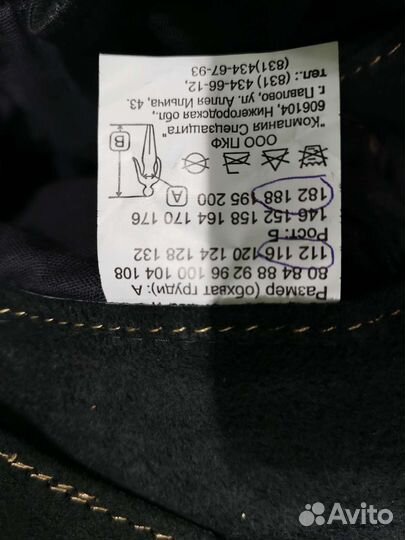 Размер (обхват груди): А:
80 84 88 92 96 100 104 108
112 116 120 124 128 132
Рост: Б
146 152 158 164 170 176
182 188 195 200
А
В
ООО ПКФ
"Компания Спецзащита"
606104, Нижегородская обл.,
г. Павлово, ул. Аллея Ильича, 43.
тел.: (831) 434-66-12,
(831)434-67-93
Avito